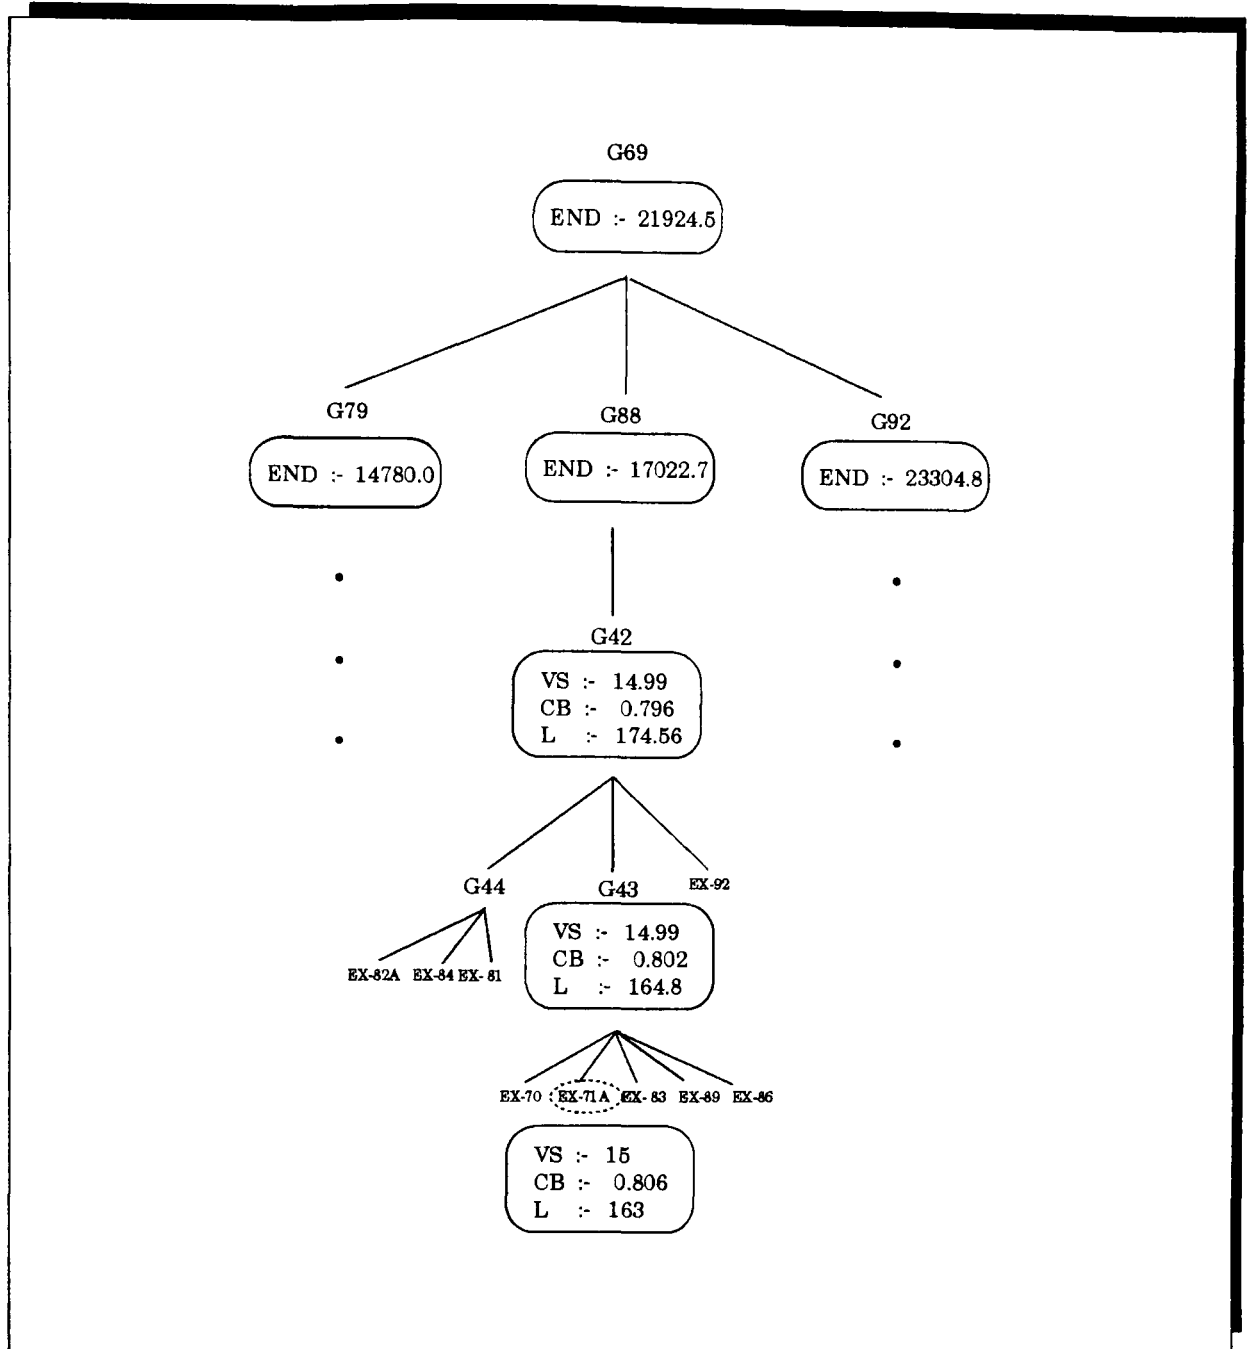 G69
END :- 21924.5
G79 G88 G92
END :- 14780.0 END :- 17022.7 END :- 23304.8
G42
VS :- 14.99
CB :- 0.796
L :- 174.56
G44 G43 EX-92
VS :- 14.99
CB :- 0.802
L :- 164.8
EX-82A EX-84 EX-81
EX-70 EX-71A EX-83 EX-89 EX-86
VS :- 15
CB :- 0.806
L :- 163